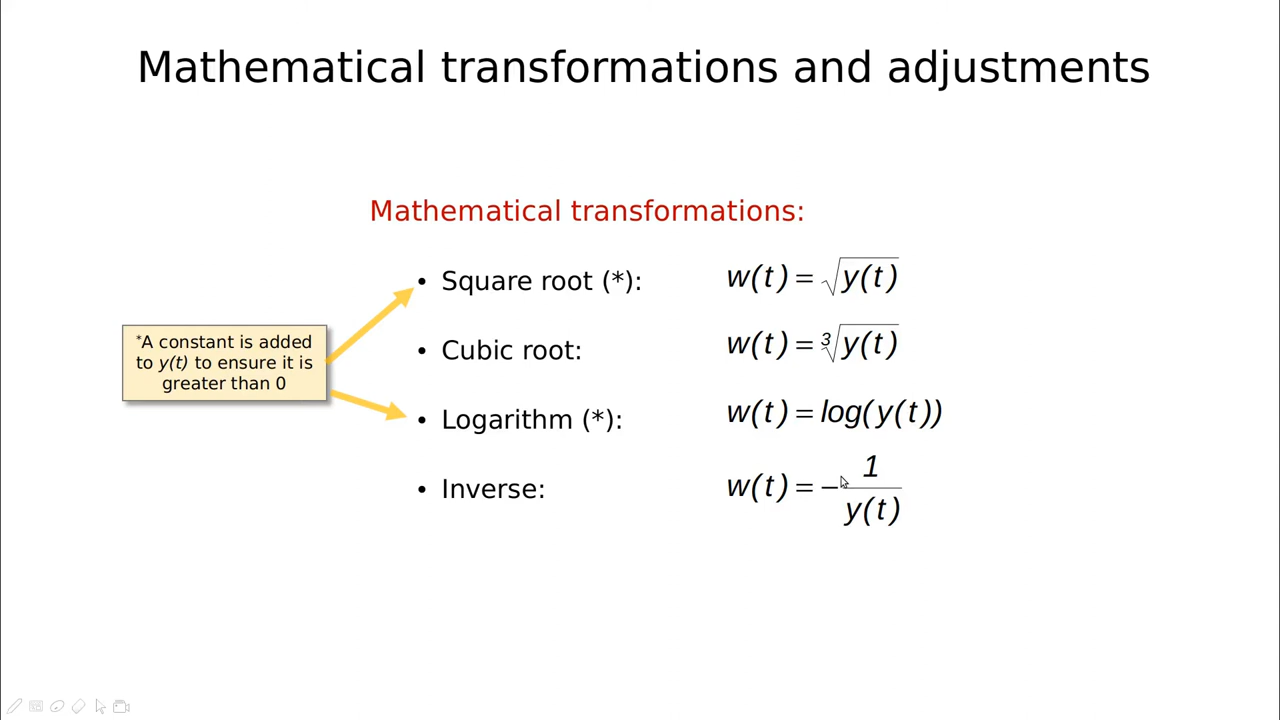 Mathematical transformations and adjustments
Mathematical transformations:
• Square root (*): w(t) = √y(t)
• Cubic root: w(t) = ∛y(t)
*A constant is added
to y(t) to ensure it is
greater than 0
• Logarithm (*): w(t) = log(y(t))
• Inverse: w(t) = −1/y(t)